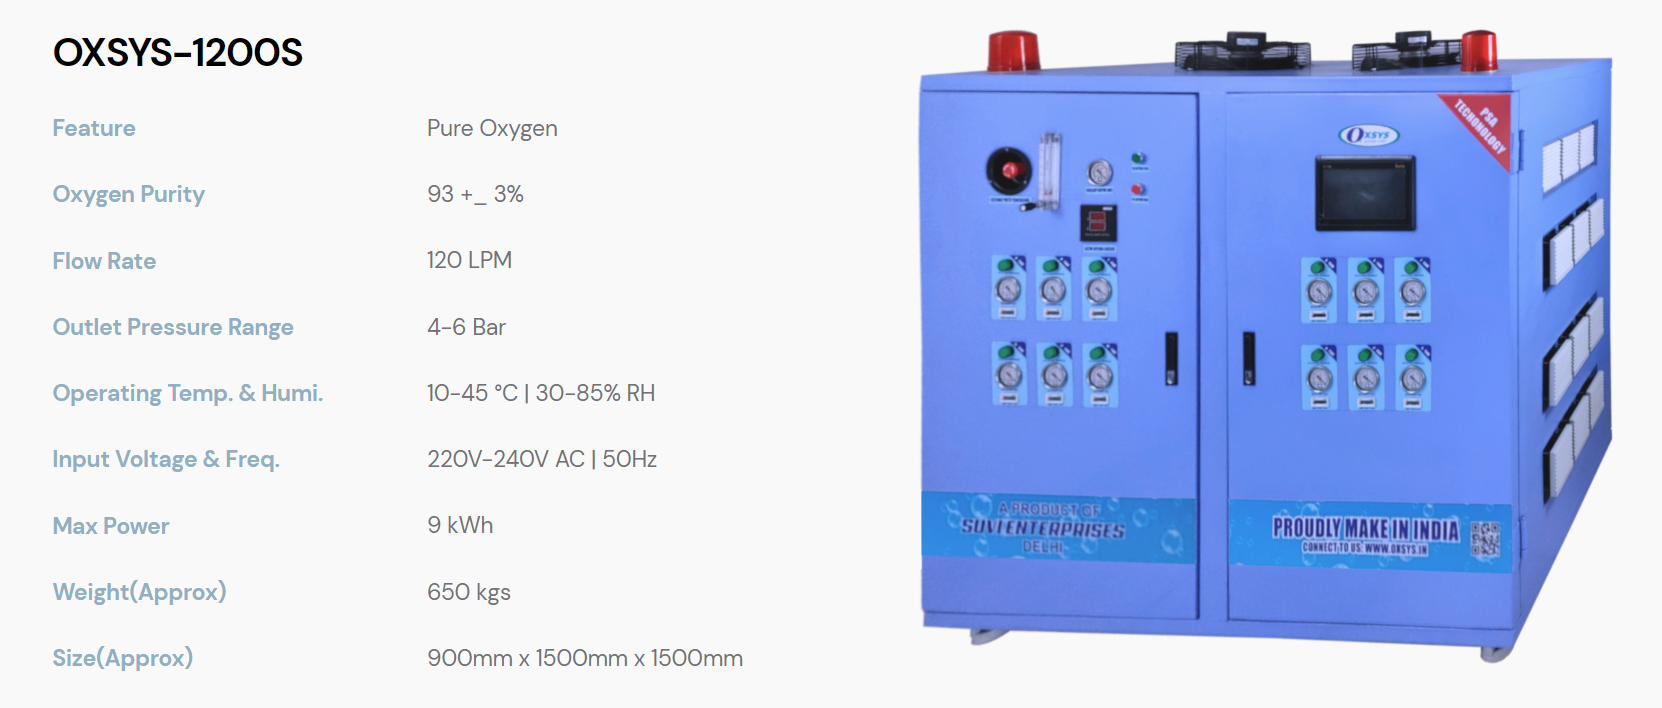 OXSYS-1200S
Feature Pure Oxygen
Oxygen Purity 93 +_ 3%
Flow Rate 120 LPM
Outlet Pressure Range 4-6 Bar
Operating Temp. & Humi. 10-45 °C | 30-85% RH
Input Voltage & Freq. 220V-240V AC | 50Hz
Max Power 9 kWh
Weight(Approx) 650 kgs
Size(Approx) 900mm x 1500mm x 1500mm
PSA
TECHONOLOGY
OXSYS
A PRODUCT OF
SUVI ENTERPRISES
DELHI
PROUDLY MAKE IN INDIA
CONNECT TO US: WWW.OXSYS.IN